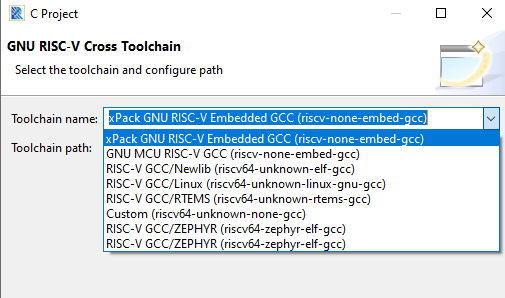 C Project
GNU RISC-V Cross Toolchain
Select the toolchain and configure path
Toolchain name: xPack GNU RISC-V Embedded GCC (riscv-none-embed-gcc)
xPack GNU RISC-V Embedded GCC (riscv-none-embed-gcc)
Toolchain path:
GNU MCU RISC-V GCC (riscv-none-embed-gcc)
RISC-V GCC/Newlib (riscv64-unknown-elf-gcc)
RISC-V GCC/Linux (riscv64-unknown-linux-gnu-gcc)
RISC-V GCC/RTEMS (riscv64-unknown-rtems-gcc)
Custom (riscv64-unknown-none-gcc)
RISC-V GCC/ZEPHYR (riscv64-zephyr-elf-gcc)
RISC-V GCC/ZEPHYR (riscv64-zephyr-elf-gcc)